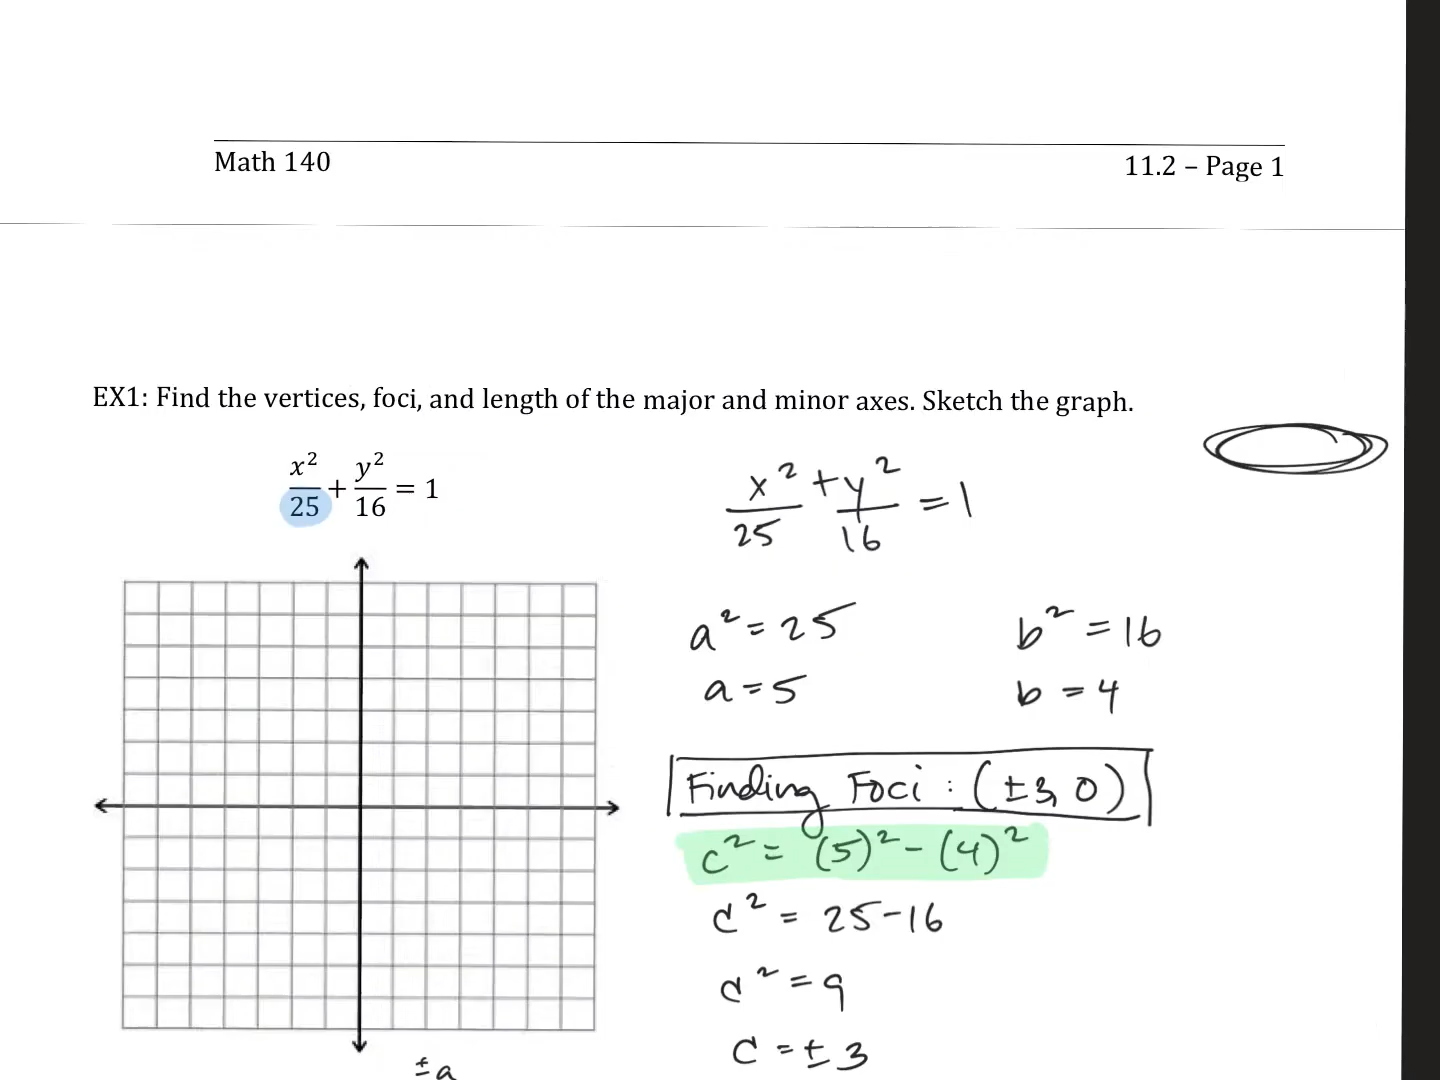 Math 140 11.2 – Page 1
EX1: Find the vertices, foci, and length of the major and minor axes. Sketch the graph.
x²/25 + y²/16 = 1
x²/25 + y²/16 = 1
a² = 25 b² = 16
a = 5 b = 4
Finding Foci : (±3, 0)
c² = (5)² - (4)²
c² = 25 - 16
c² = 9
c = ± 3
±a